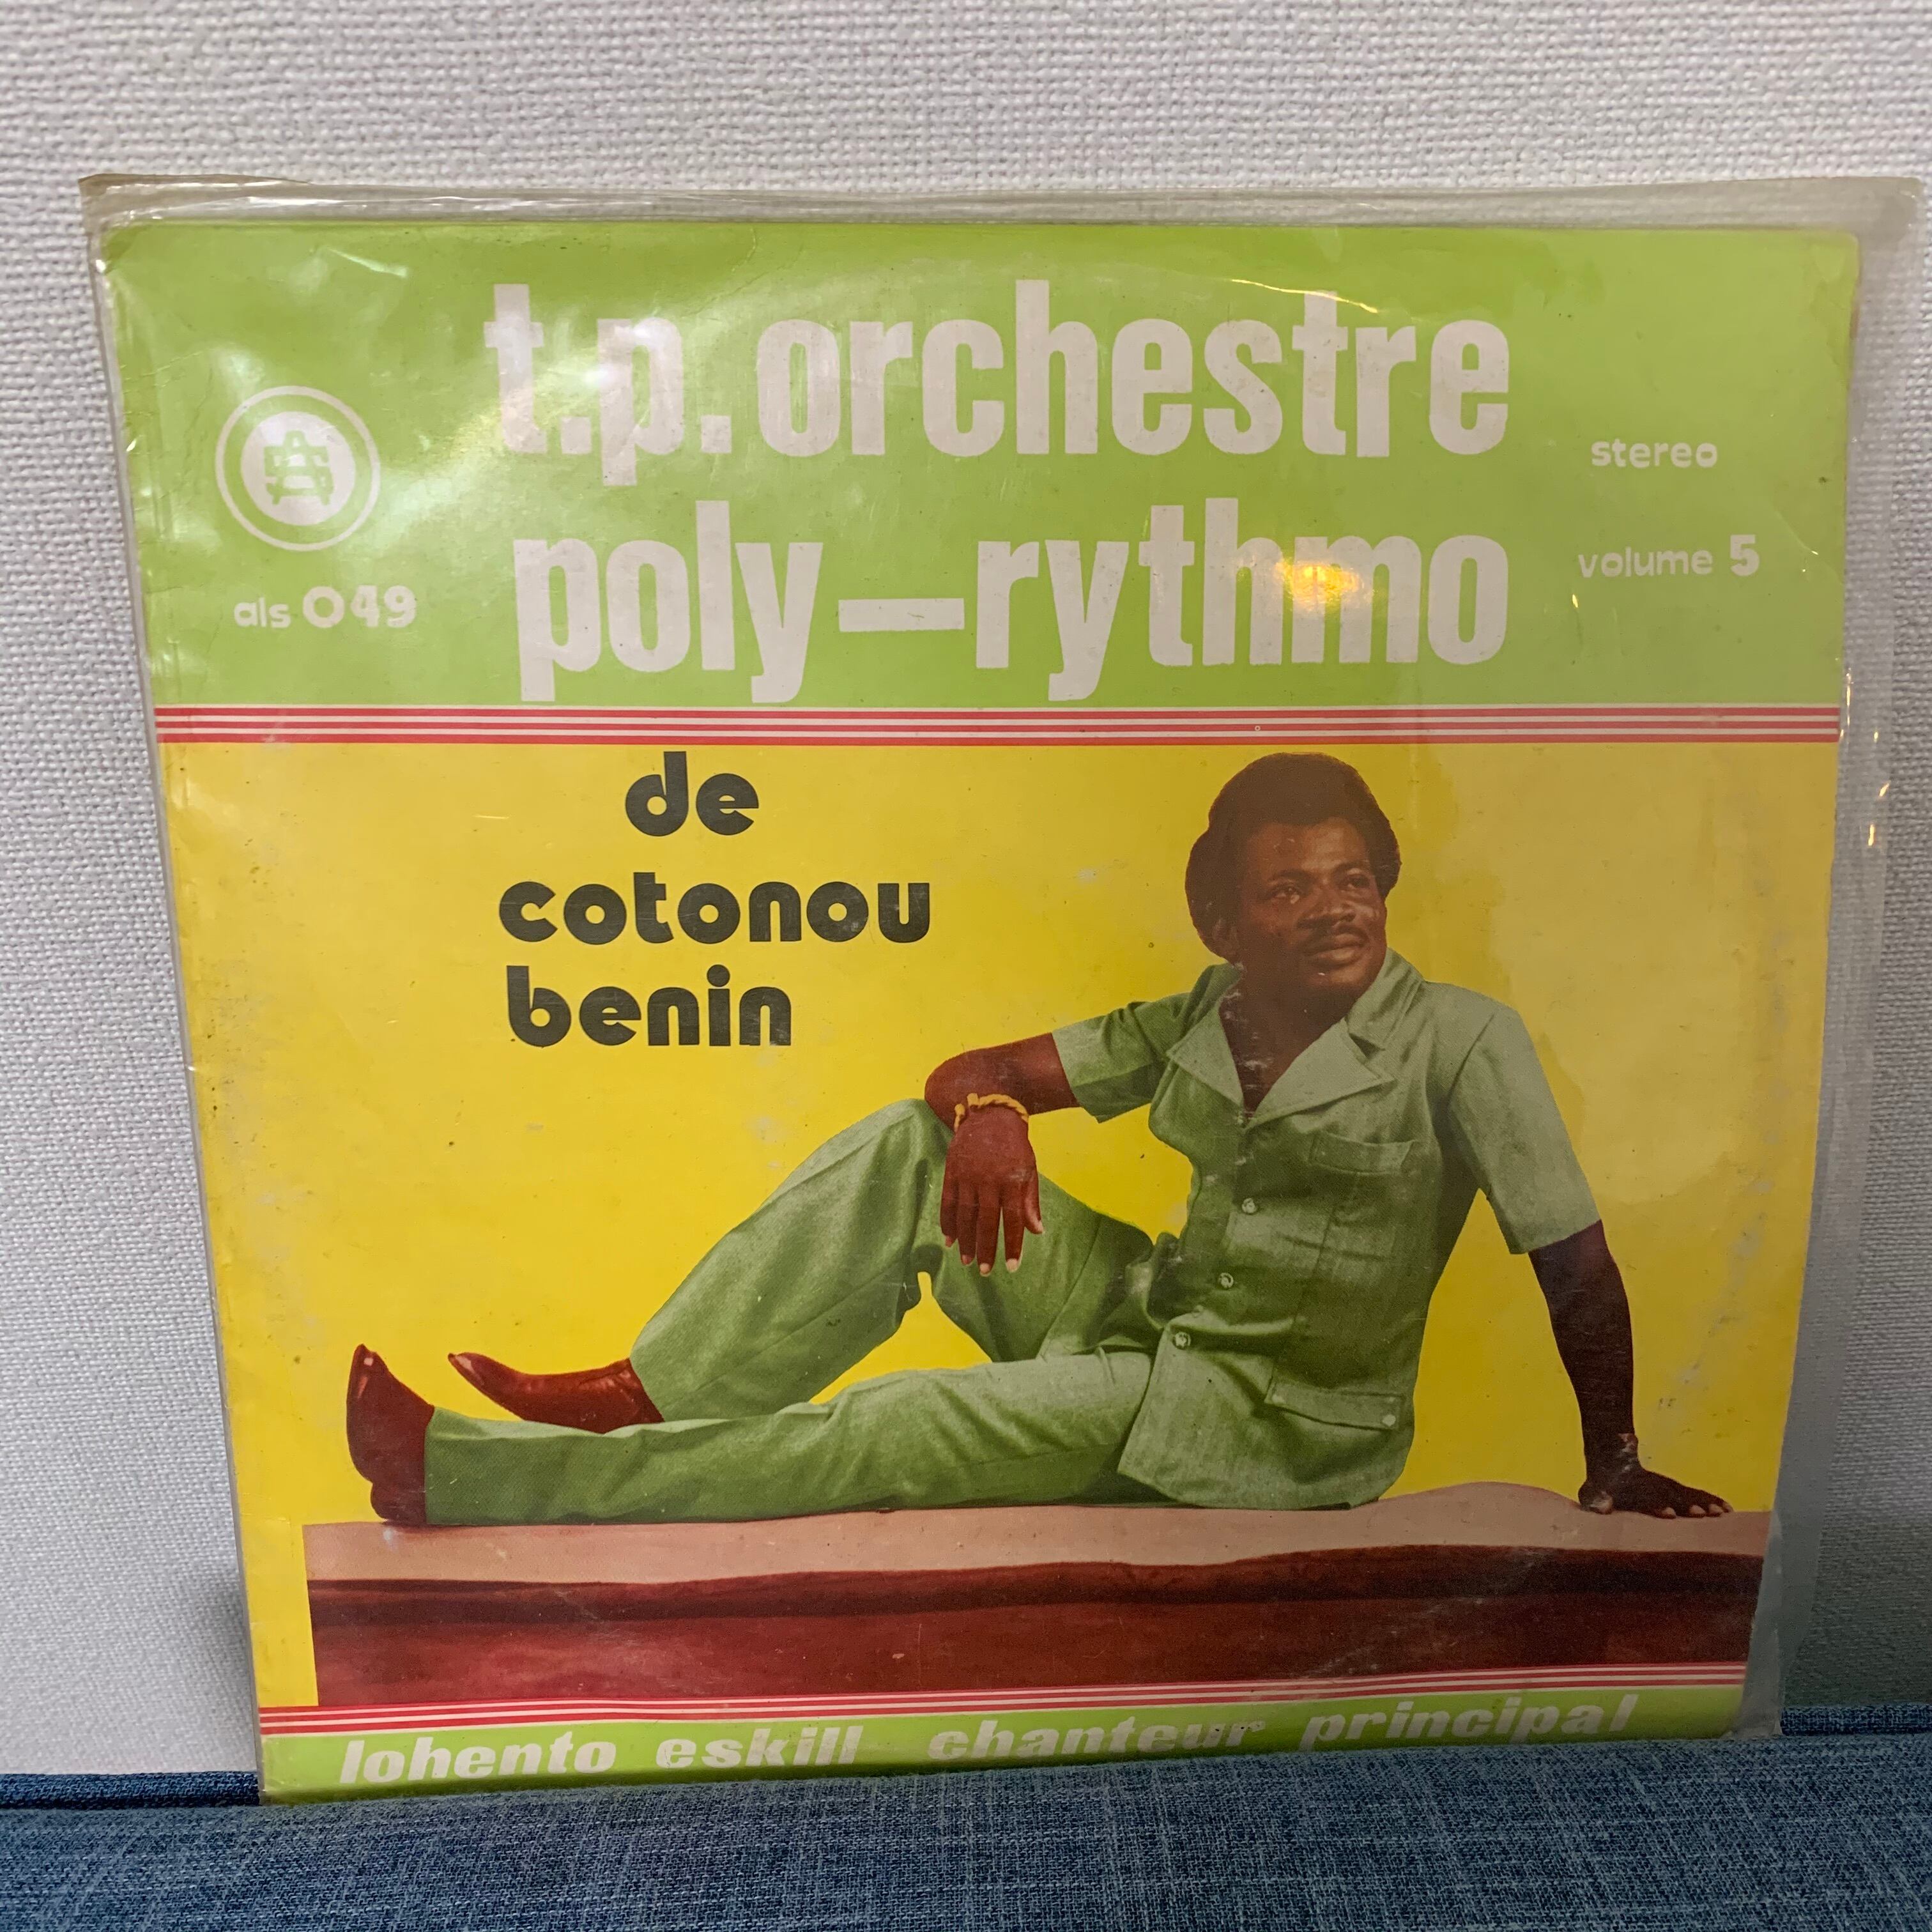 t.p. orchestre
poly-rythmo
stereo
volume 5
als 049
de
cotonou
benin
lohento eskill chanteur principal